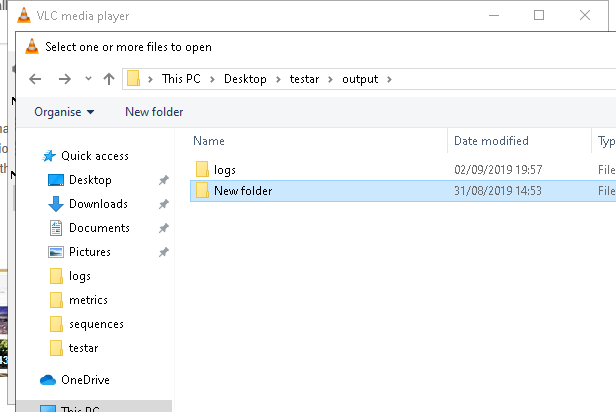 VLC media player
Select one or more files to open
This PC > Desktop > testar > output >
Organise New folder
Name Date modified
Quick access
logs 02/09/2019 19:57 File
Desktop New folder 31/08/2019 14:53 File
Downloads
Documents
Pictures
logs
metrics
sequences
testar
OneDrive
This PC